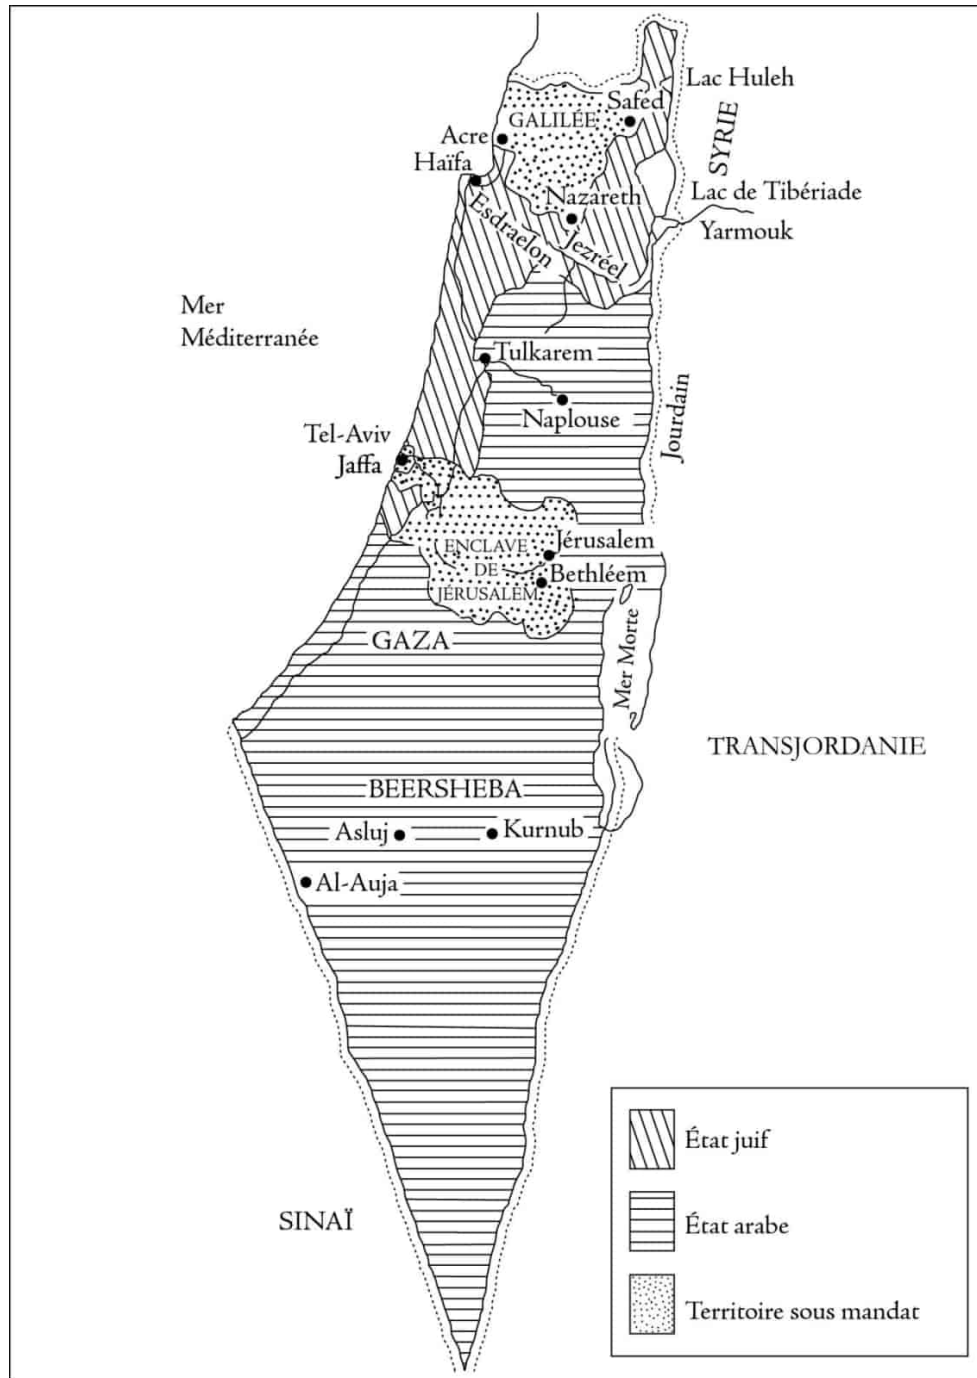 Lac Huleh
Safed
GALILÉE
SYRIE
Acre
Haïfa
Lac de Tibériade
Nazareth
Yarmouk
Esdraelon
Jezréel
Mer
Méditerranée
Tulkarem
Naplouse
Jourdain
Tel-Aviv
Jaffa
Jérusalem
ENCLAVE
DE
JÉRUSALEM
Bethléem
GAZA
Mer Morte
TRANSJORDANIE
BEERSHEBA
Asluj
Kurnub
Al-Auja
SINAÏ
État juif
État arabe
Territoire sous mandat